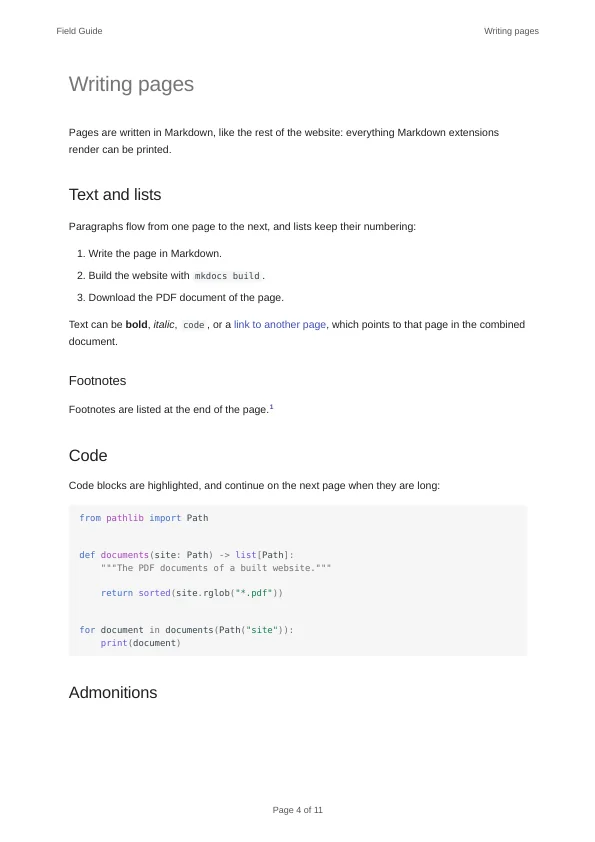 Field Guide
Writing pages
Writing pages
Pages are written in Markdown, like the rest of the website: everything Markdown extensions
render can be printed.
Text and lists
Paragraphs flow from one page to the next, and lists keep their numbering:
1. Write the page in Markdown.
2. Build the website with mkdocs build.
3. Download the PDF document of the page.
Text can be bold, italic, code, or a link to another page, which points to that page in the combined
document.
Footnotes
Footnotes are listed at the end of the page.1
Code
Code blocks are highlighted, and continue on the next page when they are long:
from pathlib import Path
def documents(site: Path) -> list[Path]:
    """The PDF documents of a built website."""
    return sorted(site.rglob("*.pdf"))
for document in documents(Path("site")):
    print(document)
Admonitions
Page 4 of 11